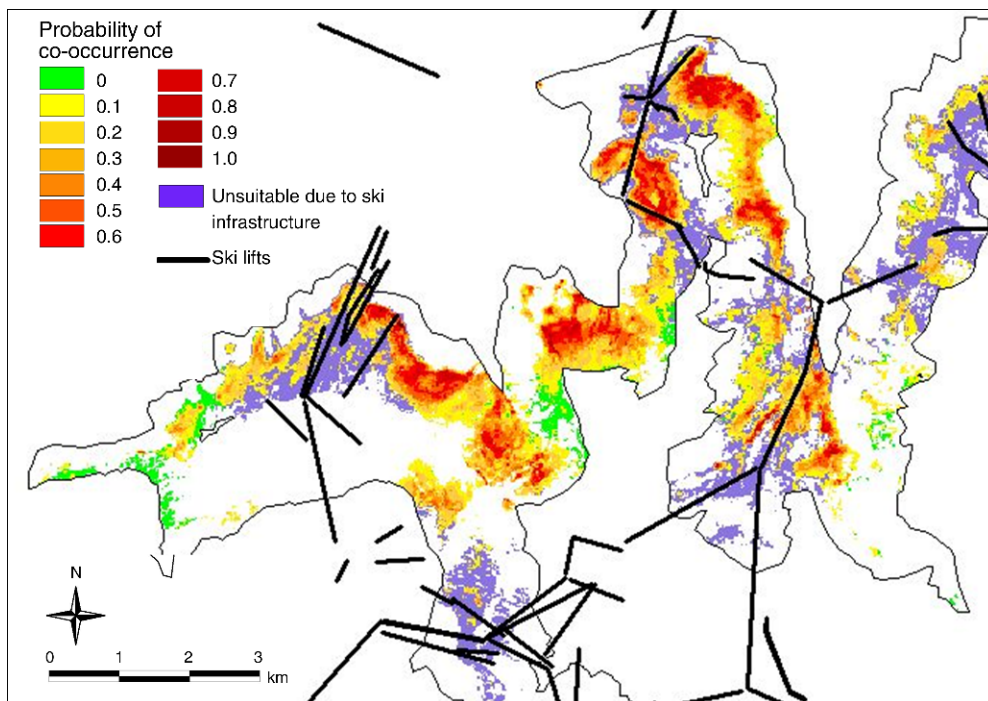 Probability of
co-occurrence
0
0.1
0.2
0.3
0.4
0.5
0.6
0.7
0.8
0.9
1.0
Unsuitable due to ski
infrastructure
Ski lifts
N
0 1 2 3
km